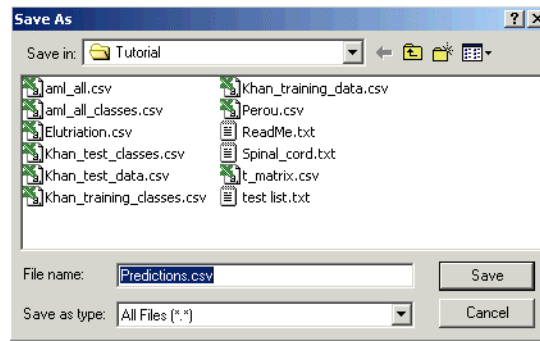 Save As
Save in: Tutorial
aml_all.csv
aml_all_classes.csv
Elutriation.csv
Khan_test_classes.csv
Khan_test_data.csv
Khan_training_classes.csv
Khan_training_data.csv
Perou.csv
ReadMe.txt
Spinal_cord.txt
t_matrix.csv
test list.txt
File name: Predictions.csv Save
Save as type: All Files (*.*) Cancel